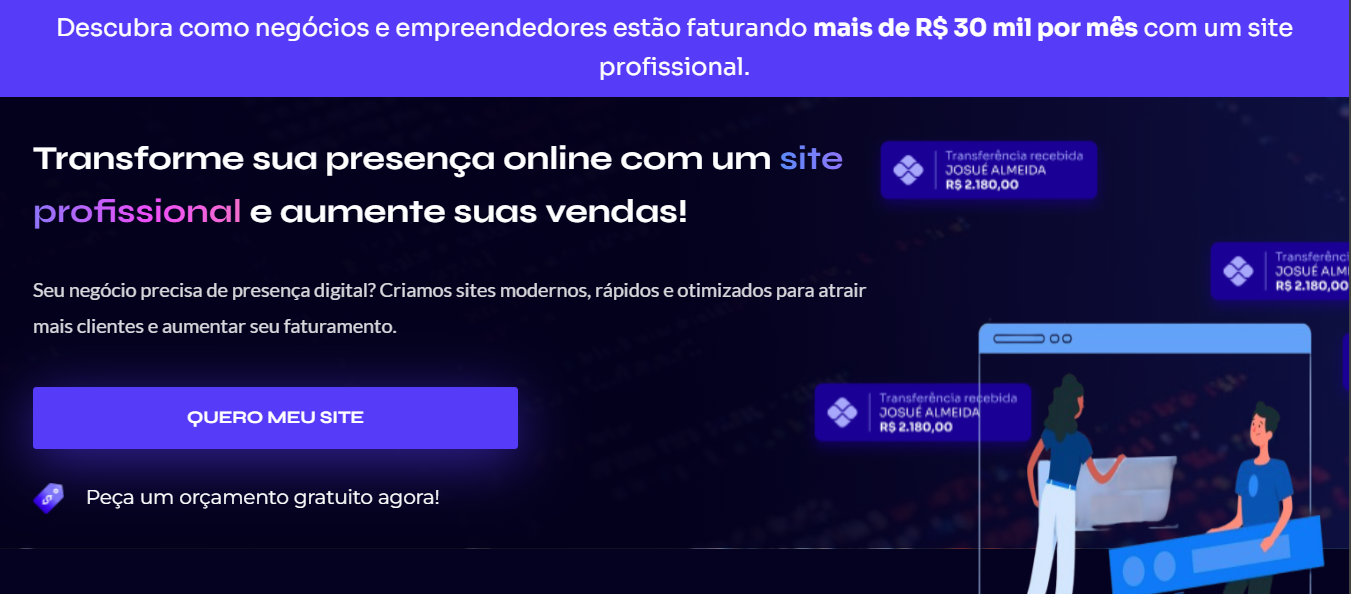 Descubra como negócios e empreendedores estão faturando mais de R$ 30 mil por mês com um site
profissional.
Transforme sua presença online com um site
profissional e aumente suas vendas!
Seu negócio precisa de presença digital? Criamos sites modernos, rápidos e otimizados para atrair
mais clientes e aumentar seu faturamento.
QUERO MEU SITE
Peça um orçamento gratuito agora!
Transferência recebida
JOSUÉ ALMEIDA
R$ 2.180,00
Transferênc
JOSUÉ ALM
R$ 2.180,00
Transferência recebida
JOSUÉ ALMEIDA
R$ 2.180,00